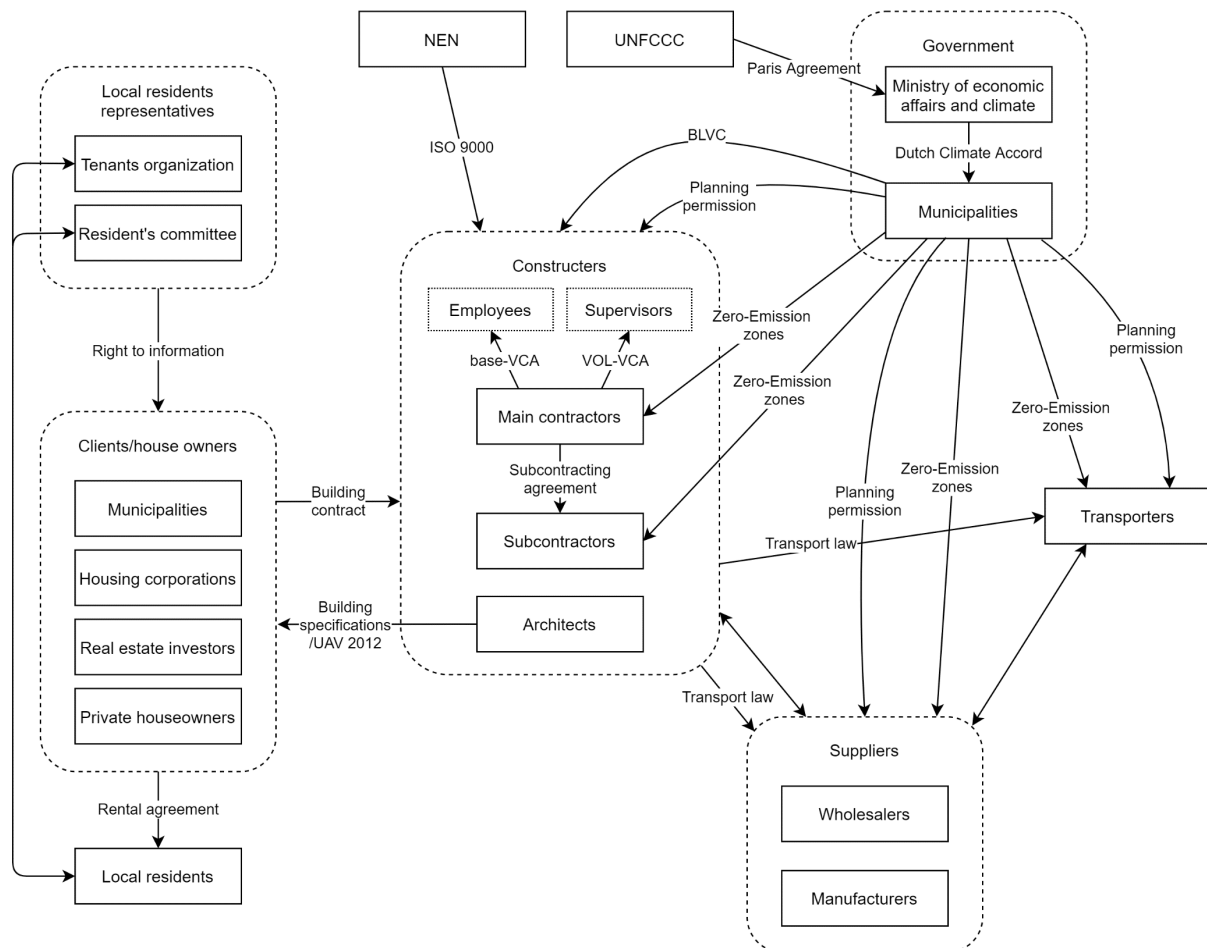 NEN
UNFCCC
Government
Paris Agreement
Ministry of economic
affairs and climate
Local residents
representatives
Tenants organization
Resident's committee
ISO 9000
BLVC
Dutch Climate Accord
Planning
permission
Municipalities
Right to information
Constructers
Employees
Supervisors
base-VCA
VOL-VCA
Zero-Emission
zones
Planning
permission
Main contractors
Zero-Emission
zones
Zero-Emission
zones
Clients/house owners
Municipalities
Housing corporations
Real estate investors
Private houseowners
Building
contract
Subcontracting
agreement
Subcontractors
Planning
permission
Zero-Emission
zones
Transporters
Transport law
Building
specifications
/UAV 2012
Architects
Transport law
Rental agreement
Local residents
Suppliers
Wholesalers
Manufacturers